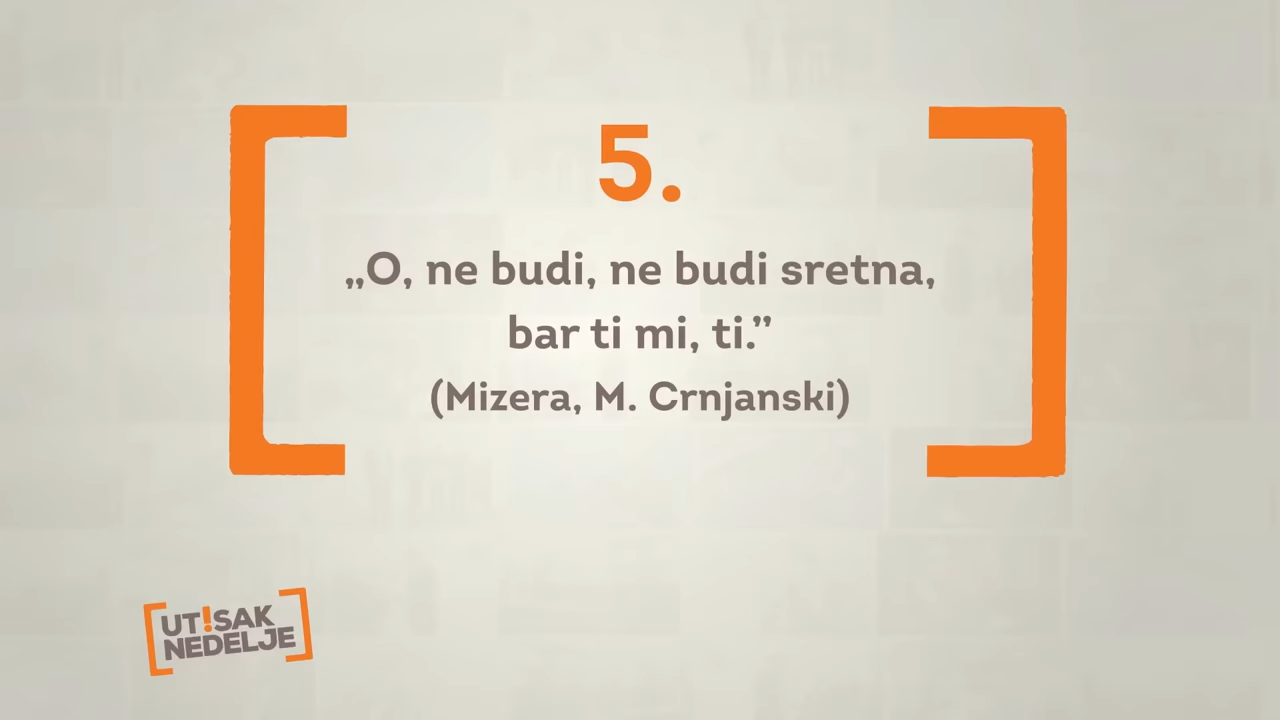 5.
„O, ne budi, ne budi sretna,
bar ti mi, ti.”
(Mizera, M. Crnjanski)
UT!SAK
NEDELJE